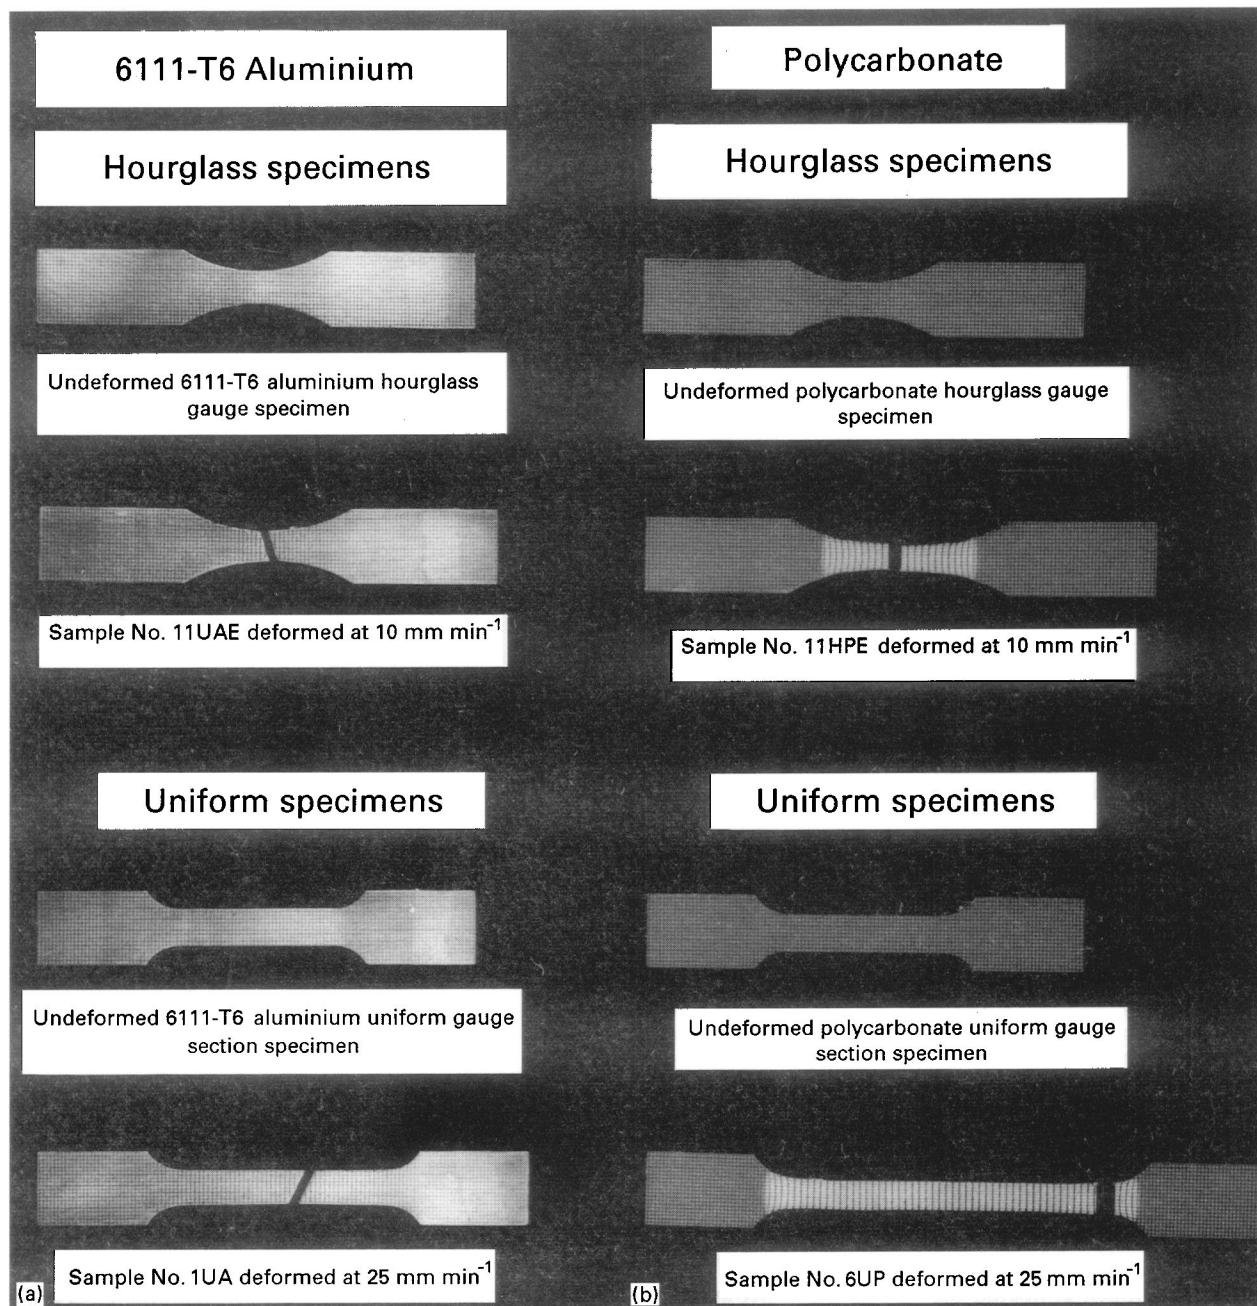 6111-T6 Aluminium
Hourglass specimens
Undeformed 6111-T6 aluminium hourglass
gauge specimen
Sample No. 11UAE deformed at 10 mm min⁻¹
Uniform specimens
Undeformed 6111-T6 aluminium uniform gauge
section specimen
Sample No. 1UA deformed at 25 mm min⁻¹
(a)
Polycarbonate
Hourglass specimens
Undeformed polycarbonate hourglass gauge
specimen
Sample No. 11HPE deformed at 10 mm min⁻¹
Uniform specimens
Undeformed polycarbonate uniform gauge
section specimen
Sample No. 6UP deformed at 25 mm min⁻¹
(b)